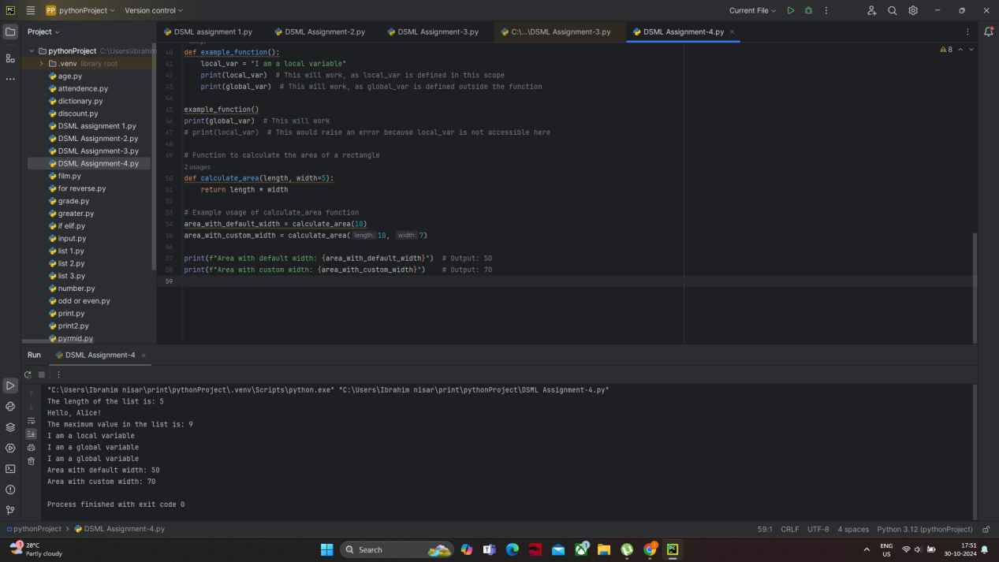 PC
PP pythonProject
Version control
Current File
Project
DSML assignment 1.py
DSML Assignment-2.py
DSML Assignment-3.py
C:\...\DSML Assignment-3.py
DSML Assignment-4.py
pythonProject C:\Users\Ibrahim
.venv library root
age.py
attendence.py
dictionary.py
discount.py
DSML assignment 1.py
DSML Assignment-2.py
DSML Assignment-3.py
DSML Assignment-4.py
film.py
for reverse.py
grade.py
greater.py
if elif.py
input.py
list 1.py
list 2.py
list 3.py
number.py
odd or even.py
print.py
print2.py
pyrmid.py
8
40 def example_function():
41 local_var = "I am a local variable"
42 print(local_var) # This will work, as local_var is defined in this scope
43 print(global_var) # This will work, as global_var is defined outside the function
44
45 example_function()
46 print(global_var) # This will work
47 # print(local_var) # This would raise an error because local_var is not accessible here
48
49 # Function to calculate the area of a rectangle
2 usages
50 def calculate_area(length, width=5):
51 return length * width
52
53 # Example usage of calculate_area function
54 area_with_default_width = calculate_area(10)
55 area_with_custom_width = calculate_area( length: 10, width: 7)
56
57 print(f"Area with default width: {area_with_default_width}") # Output: 50
58 print(f"Area with custom width: {area_with_custom_width}") # Output: 70
59
Run DSML Assignment-4
"C:\Users\Ibrahim nisar\print\pythonProject\.venv\Scripts\python.exe" "C:\Users\Ibrahim nisar\print\pythonProject\DSML Assignment-4.py"
The length of the list is: 5
Hello, Alice!
The maximum value in the list is: 9
I am a local variable
I am a global variable
I am a global variable
Area with default width: 50
Area with custom width: 70
Process finished with exit code 0
pythonProject > DSML Assignment-4.py
59:1 CRLF UTF-8 4 spaces Python 3.12 (pythonProject)
1
28°C
Partly cloudy
Search
1
ENG
US
17:51
30-10-2024